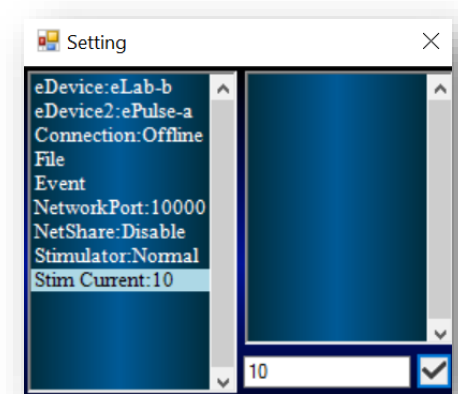 Setting
eDevice:eLab-b
eDevice2:ePulse-a
Connection:Offline
File
Event
NetworkPort:10000
NetShare:Disable
Stimulator:Normal
Stim Current:10
10